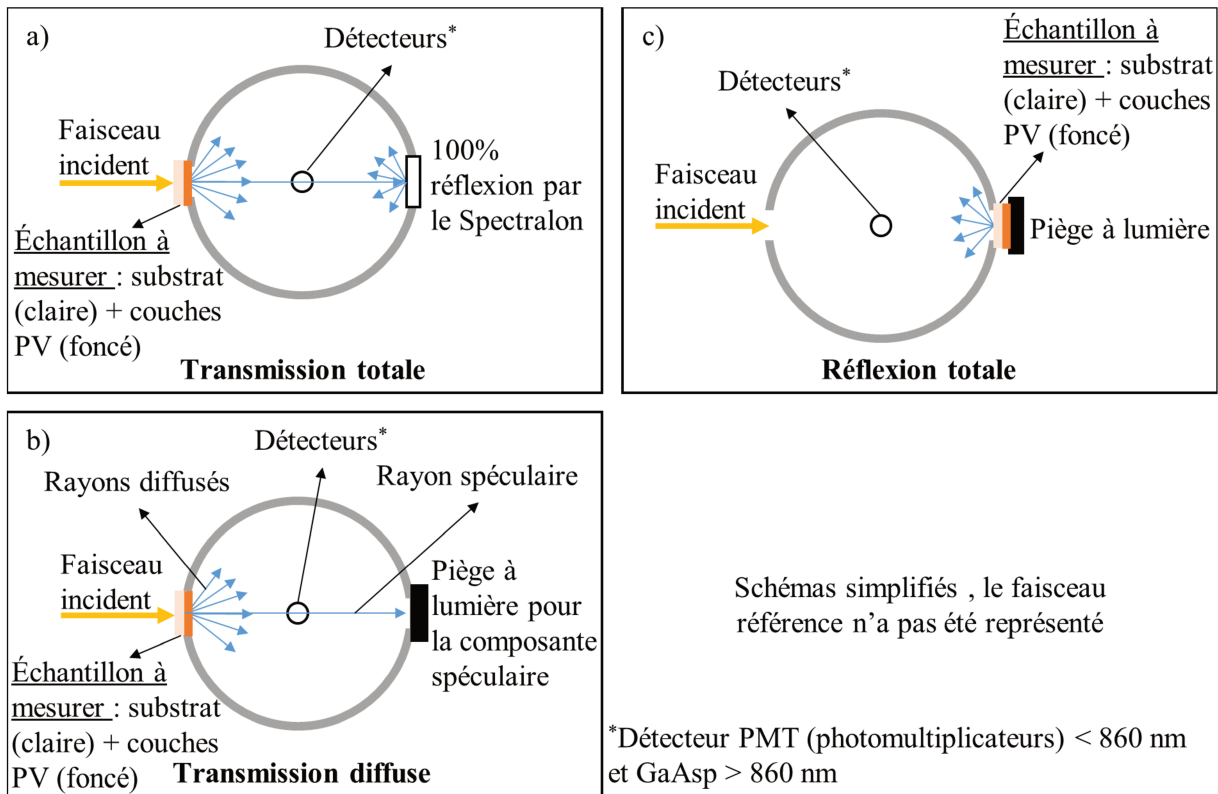 a)
Détecteurs*
Faisceau
incident
100%
réflexion par
le Spectralon
Échantillon à
mesurer : substrat
(claire) + couches
PV (foncé)
Transmission totale
c)
Échantillon à
mesurer : substrat
(claire) + couches
PV (foncé)
Détecteurs*
Faisceau
incident
Piège à lumière
Réflexion totale
b)
Détecteurs*
Rayons diffusés
Rayon spéculaire
Faisceau
incident
Piège à
lumière pour
la composante
spéculaire
Échantillon à
mesurer : substrat
(claire) + couches
PV (foncé)
Transmission diffuse
Schémas simplifiés , le faisceau
référence n'a pas été représenté
*Détecteur PMT (photomultiplicateurs) < 860 nm
et GaAsp > 860 nm